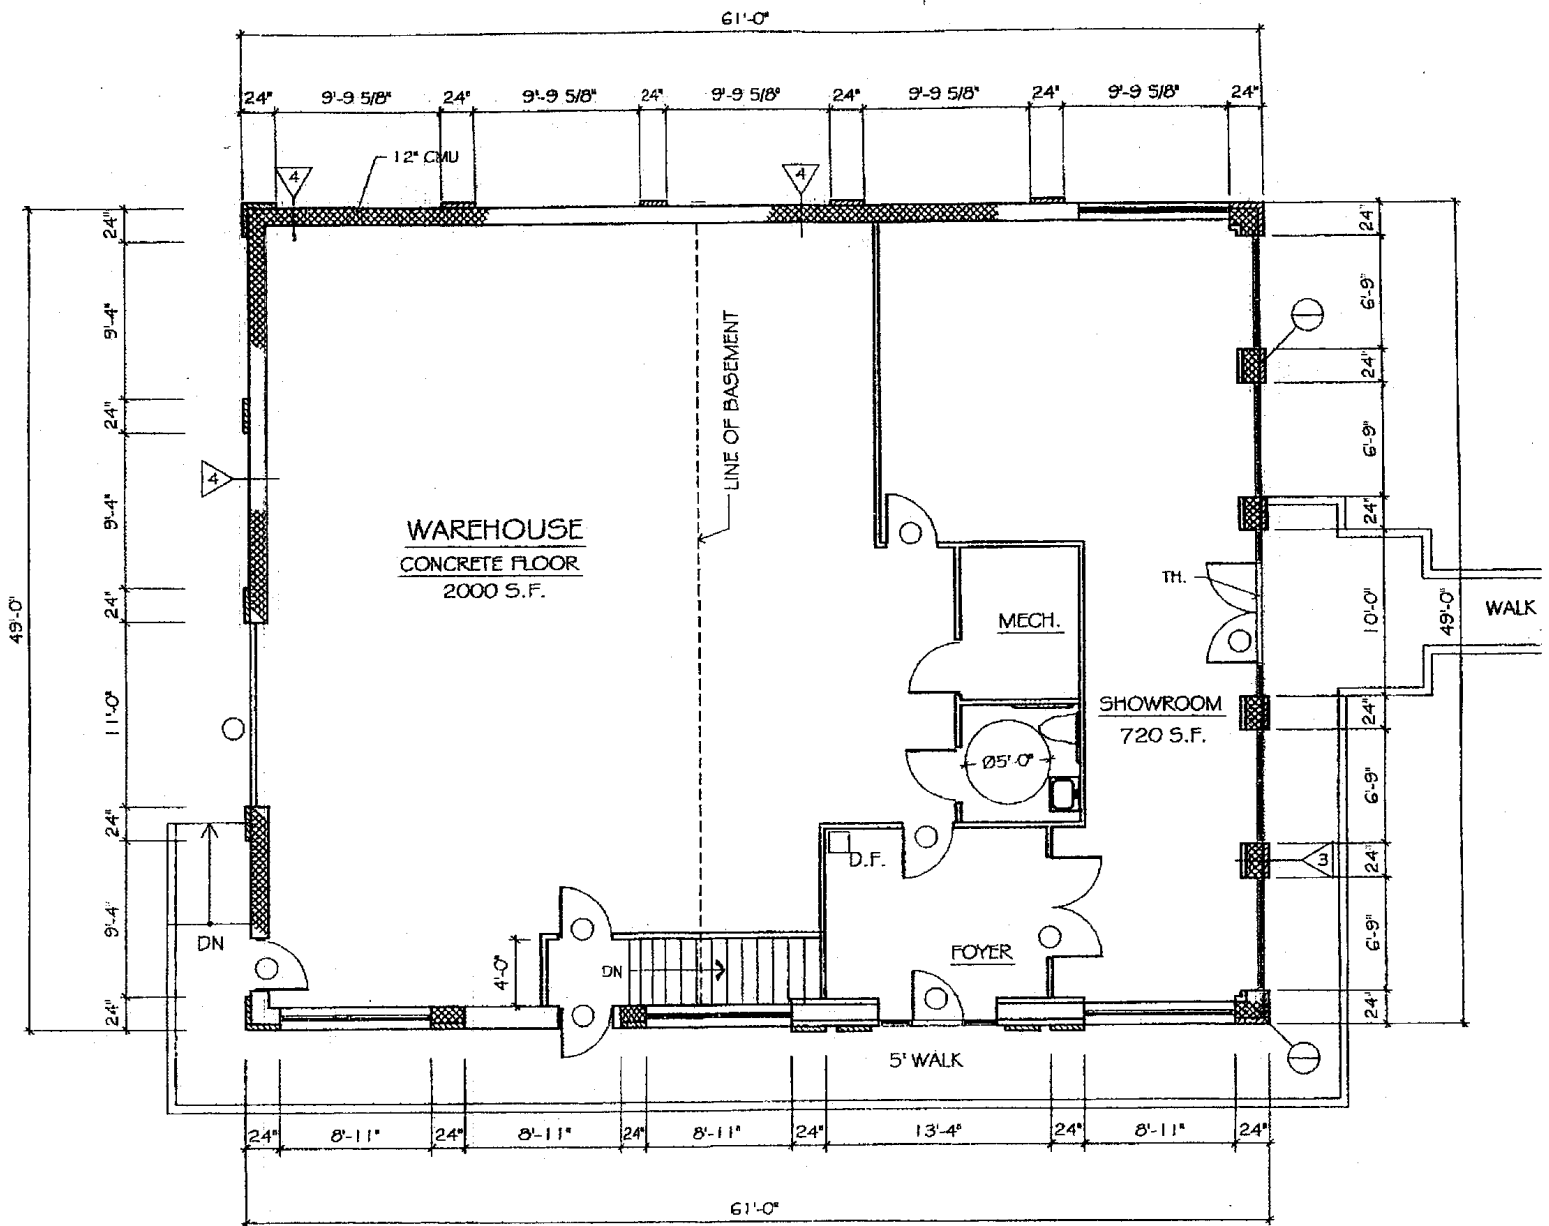 61'-0"
24" 9'-9 5/8" 24" 9'-9 5/8" 24" 9'-9 5/8" 24" 9'-9 5/8" 24" 9'-9 5/8" 24"
12" CMU
4
4
24"
9'-4"
24"
9'-4"
24"
11'-0"
24"
9'-4"
24"
49'-0"
4
LINE OF BASEMENT
WAREHOUSE
CONCRETE FLOOR
2000 S.F.
MECH.
TH.
SHOWROOM
720 S.F.
Ø5'-0"
D.F.
FOYER
DN
4'-0"
DN
24"
6'-9"
24"
6'-9"
24"
10'-0"
24"
6'-9"
24"
6'-9"
24"
49'-0"
WALK
3
5' WALK
24" 8'-11" 24" 8'-11" 24" 8'-11" 24" 13'-4" 24" 8'-11" 24"
61'-0"